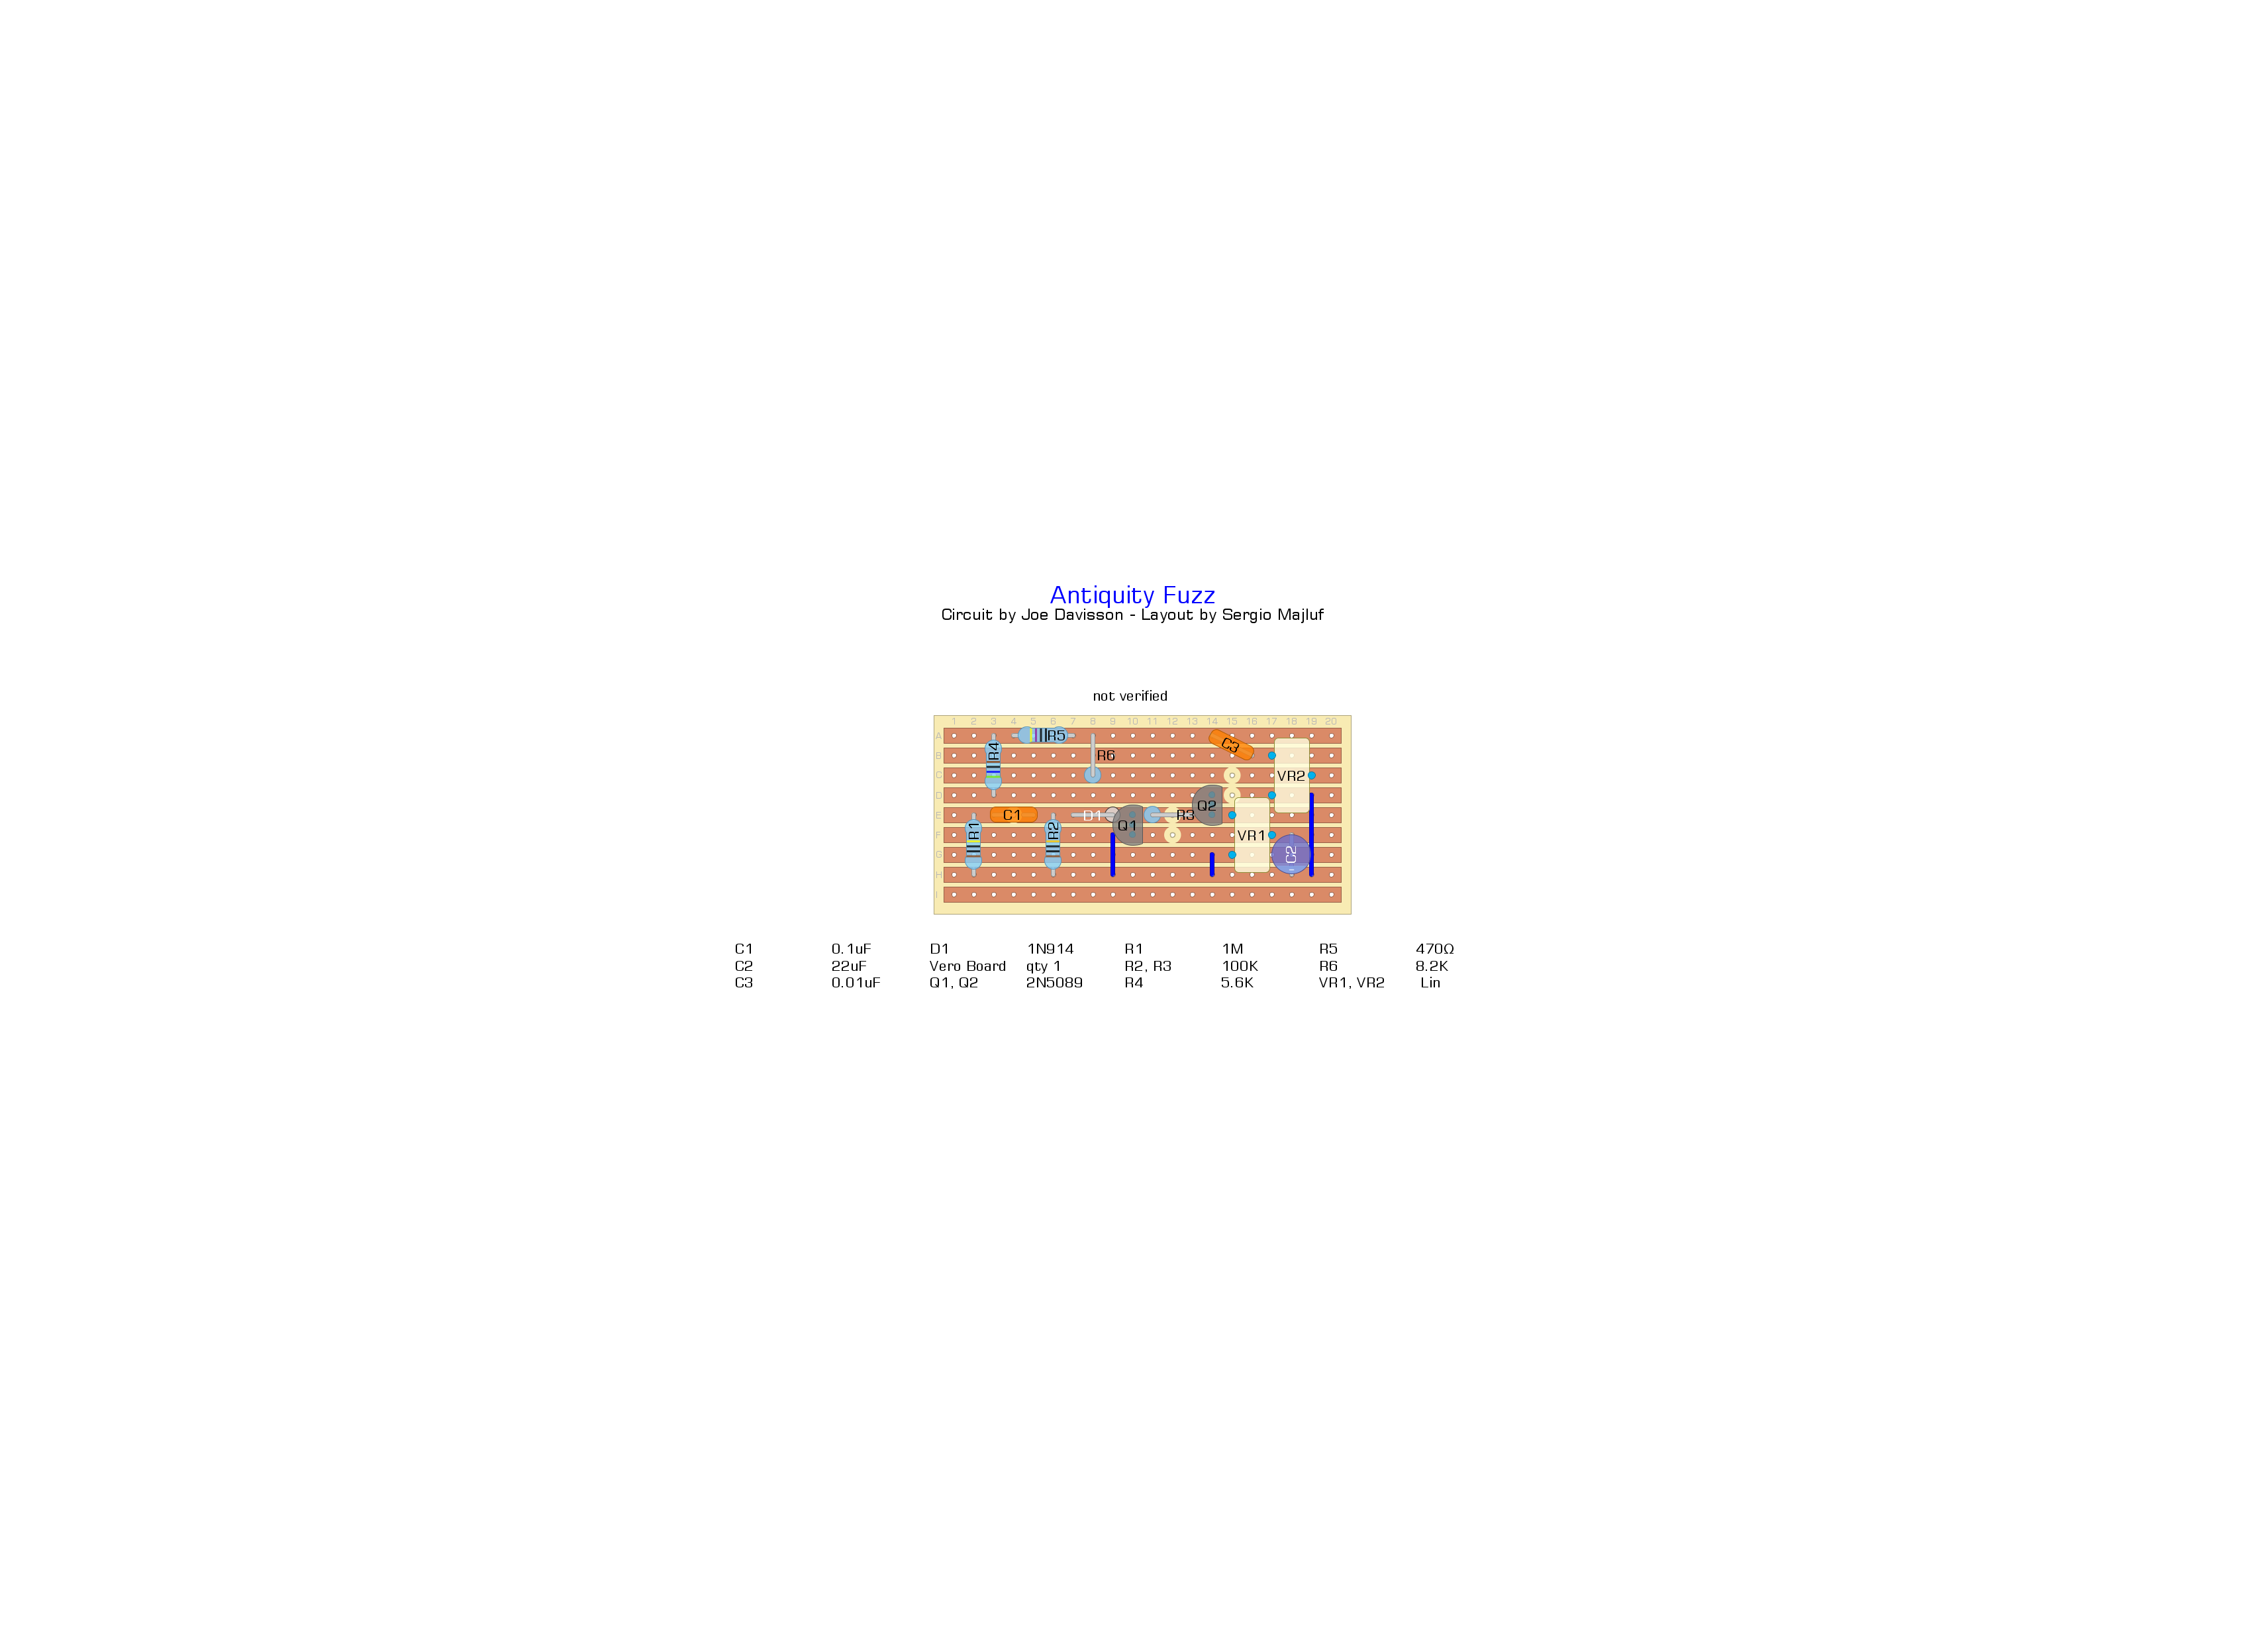 Antiquity Fuzz
Circuit by Joe Davisson - Layout by Sergio Majluf
not verified
1 2 3 4 5 6 7 8 9 10 11 12 13 14 15 16 17 18 19 20
A R5 C3
R4
B R6
C VR2
D Q2
E C1 D1 R3
Q1
F R1 R2 VR1
G C2
H
I
C1 0.1uF D1 1N914 R1 1M R5 470Ω
C2 22uF Vero Board qty 1 R2, R3 100K R6 8.2K
C3 0.01uF Q1, Q2 2N5089 R4 5.6K VR1, VR2 Lin